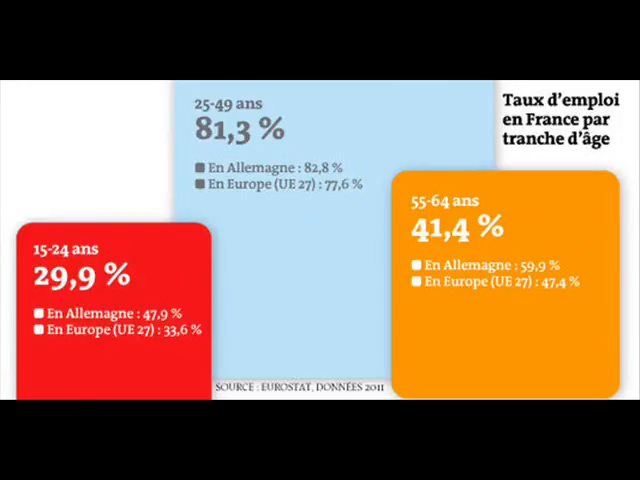 Taux d'emploi
en France par
tranche d'âge
25-49 ans
81,3 %
En Allemagne : 82,8 %
En Europe (UE 27) : 77,6 %
55-64 ans
41,4 %
En Allemagne : 59,9 %
En Europe (UE 27) : 47,4 %
15-24 ans
29,9 %
En Allemagne : 47,9 %
En Europe (UE 27) : 33,6 %
SOURCE : EUROSTAT, DONNÉES 2011